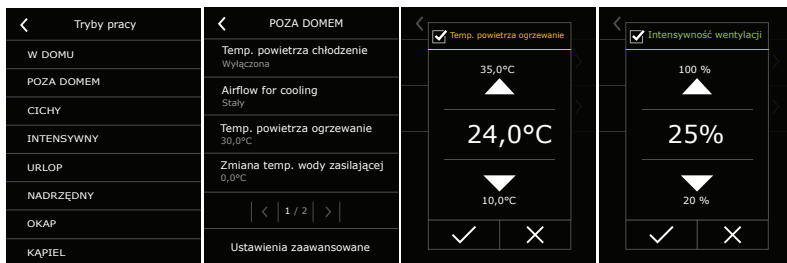 Tryby pracy
W DOMU
POZA DOMEM
CICHY
INTENSYWNY
URLOP
NADRZĘDNY
OKAP
KĄPIEL
POZA DOMEM
Temp. powietrza chłodzenie
Wyłączona
Airflow for cooling
Stały
Temp. powietrza ogrzewanie
30,0°C
Zmiana temp. wody zasilającej
0,0°C
1 / 2
Ustawienia zaawansowane
Temp. powietrza ogrzewanie
35,0°C
24,0°C
10,0°C
Intensywność wentylacji
100 %
25%
20 %